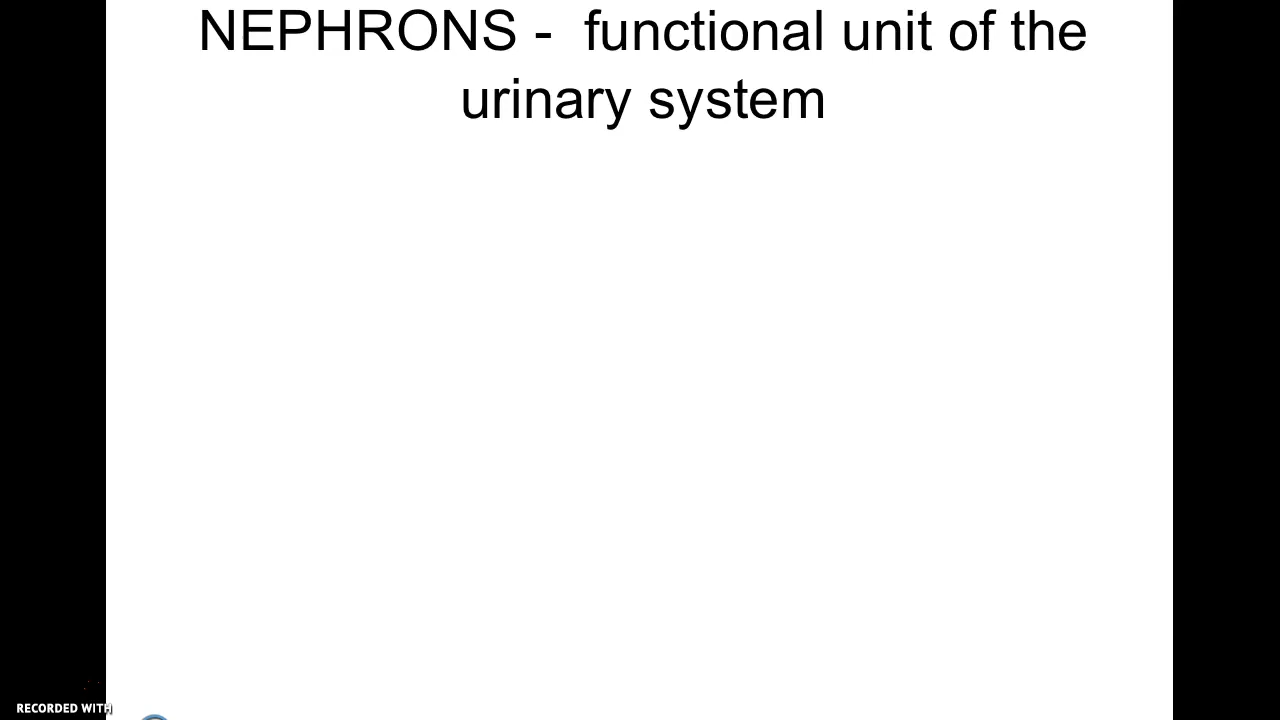 NEPHRONS -  functional unit of the
urinary system
RECORDED WITH